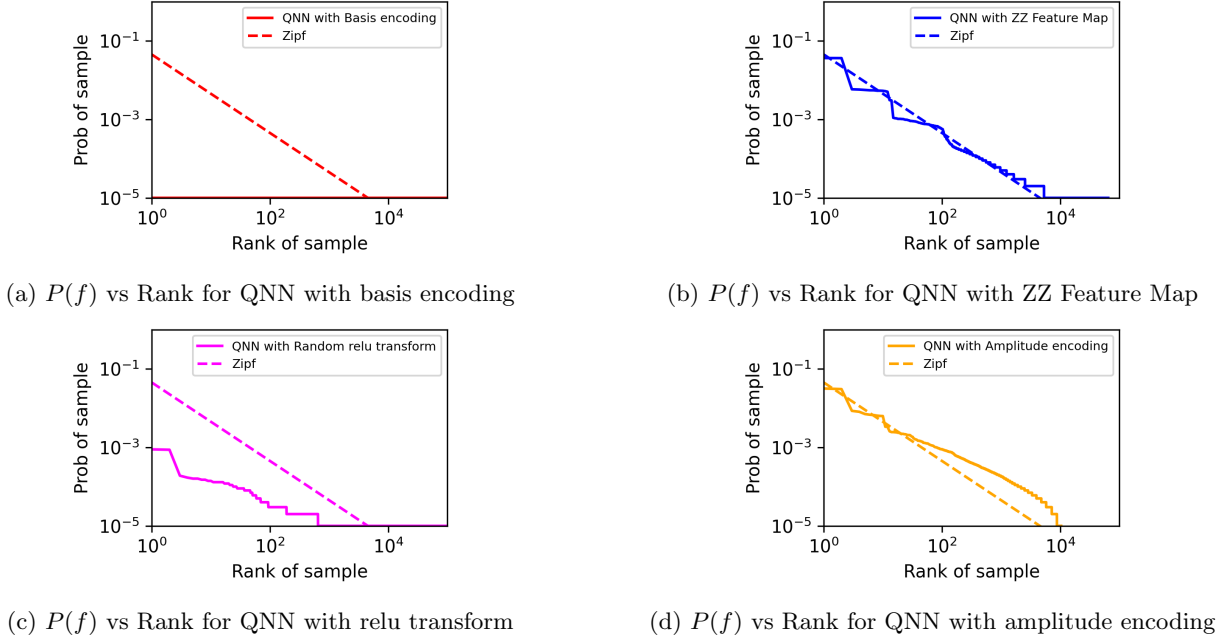 QNN with Basis encoding
Zipf
10^-1
10^-3
10^-5
Prob of sample
10^0
10^2
10^4
Rank of sample
(a) P(f) vs Rank for QNN with basis encoding
QNN with ZZ Feature Map
Zipf
10^-1
10^-3
10^-5
Prob of sample
10^0
10^2
10^4
Rank of sample
(b) P(f) vs Rank for QNN with ZZ Feature Map
QNN with Random relu transform
Zipf
10^-1
10^-3
10^-5
Prob of sample
10^0
10^2
10^4
Rank of sample
(c) P(f) vs Rank for QNN with relu transform
QNN with Amplitude encoding
Zipf
10^-1
10^-3
10^-5
Prob of sample
10^0
10^2
10^4
Rank of sample
(d) P(f) vs Rank for QNN with amplitude encoding